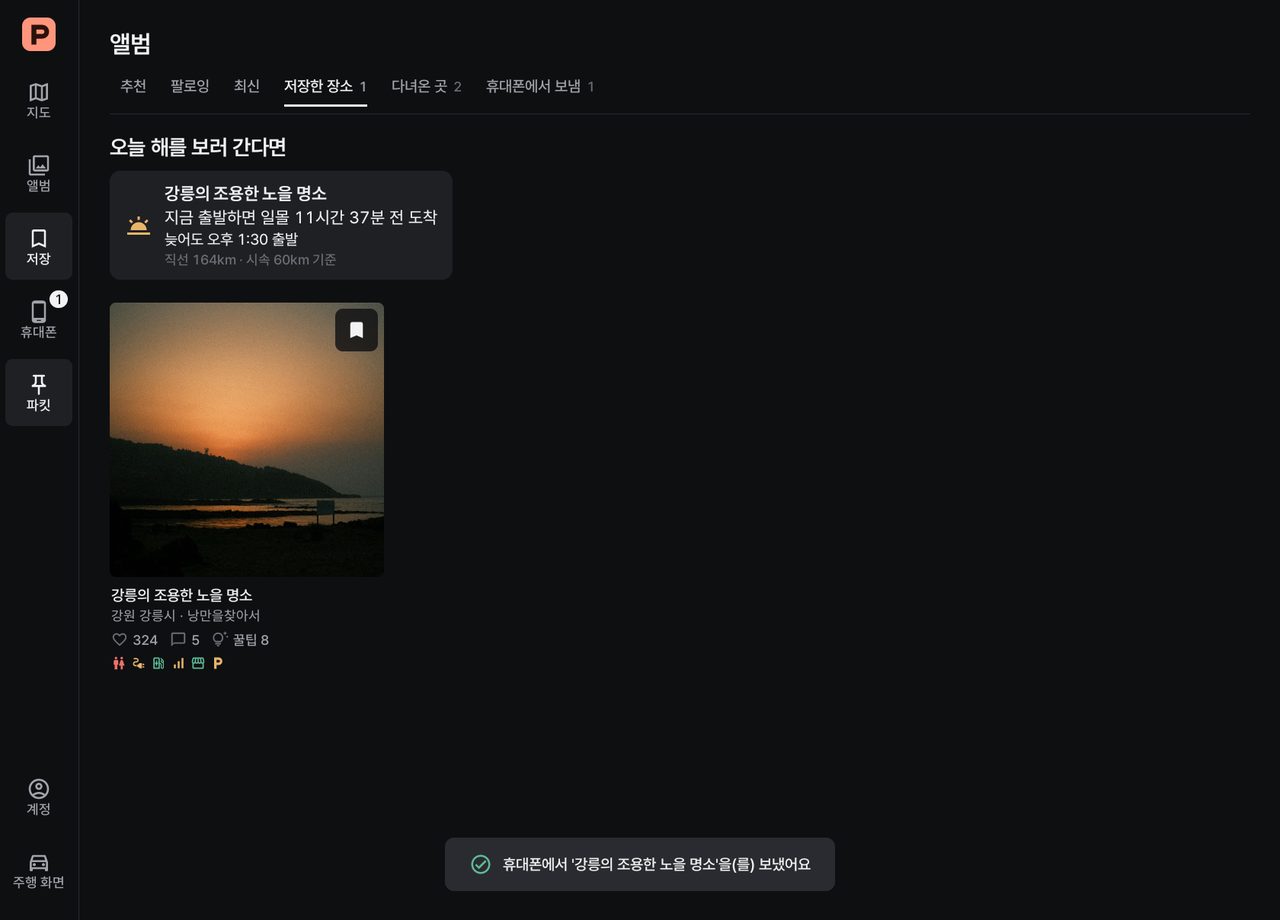 P
지도
앨범
저장
1
휴대폰
파킷
계정
주행 화면
앨범
추천 팔로잉 최신 저장한 장소 1 다녀온 곳 2 휴대폰에서 보냄 1
오늘 해를 보러 간다면
강릉의 조용한 노을 명소
지금 출발하면 일몰 11시간 37분 전 도착
늦어도 오후 1:30 출발
직선 164km · 시속 60km 기준
강릉의 조용한 노을 명소
강원 강릉시 · 낭만을찾아서
324 5 꿀팁 8
P
휴대폰에서 '강릉의 조용한 노을 명소'을(를) 보냈어요